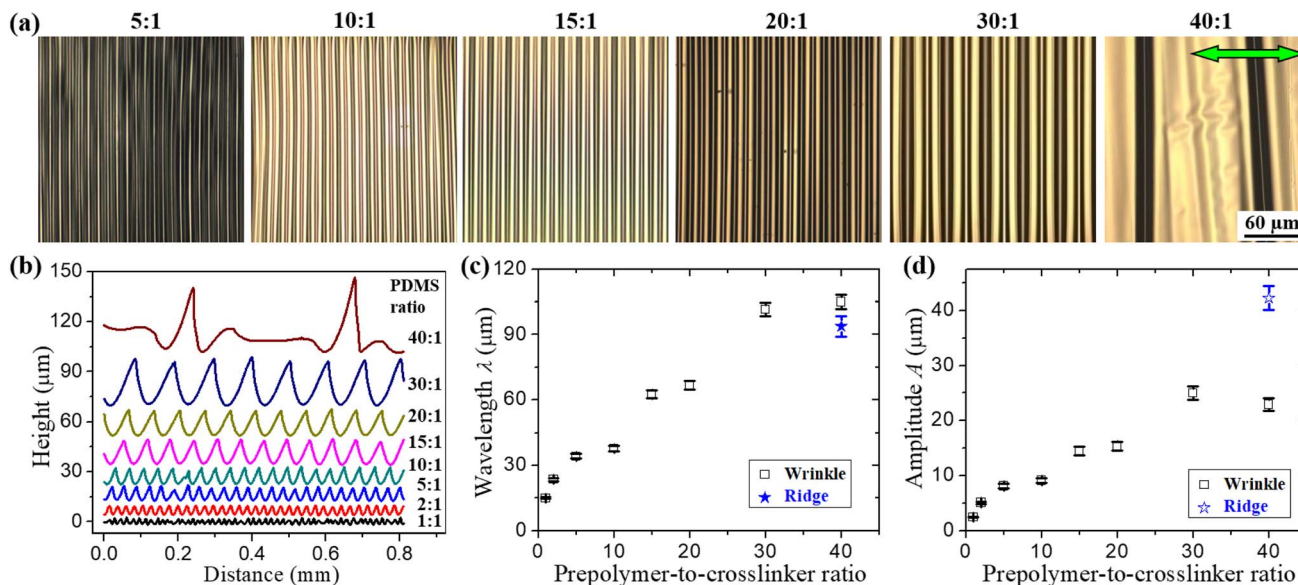 5:1 10:1 15:1 20:1 30:1 40:1
(a)
60 μm
(b)
150
120
90
60
30
0
Height (μm)
0.0 0.2 0.4 0.6 0.8
Distance (mm)
PDMS
ratio
40:1
30:1
20:1
15:1
10:1
5:1
2:1
1:1
(c)
120
90
60
30
0
Wavelength λ (μm)
Wrinkle
Ridge
0 10 20 30 40
Prepolymer-to-crosslinker ratio
(d)
40
30
20
10
0
Amplitude A (μm)
Wrinkle
Ridge
0 10 20 30 40
Prepolymer-to-crosslinker ratio